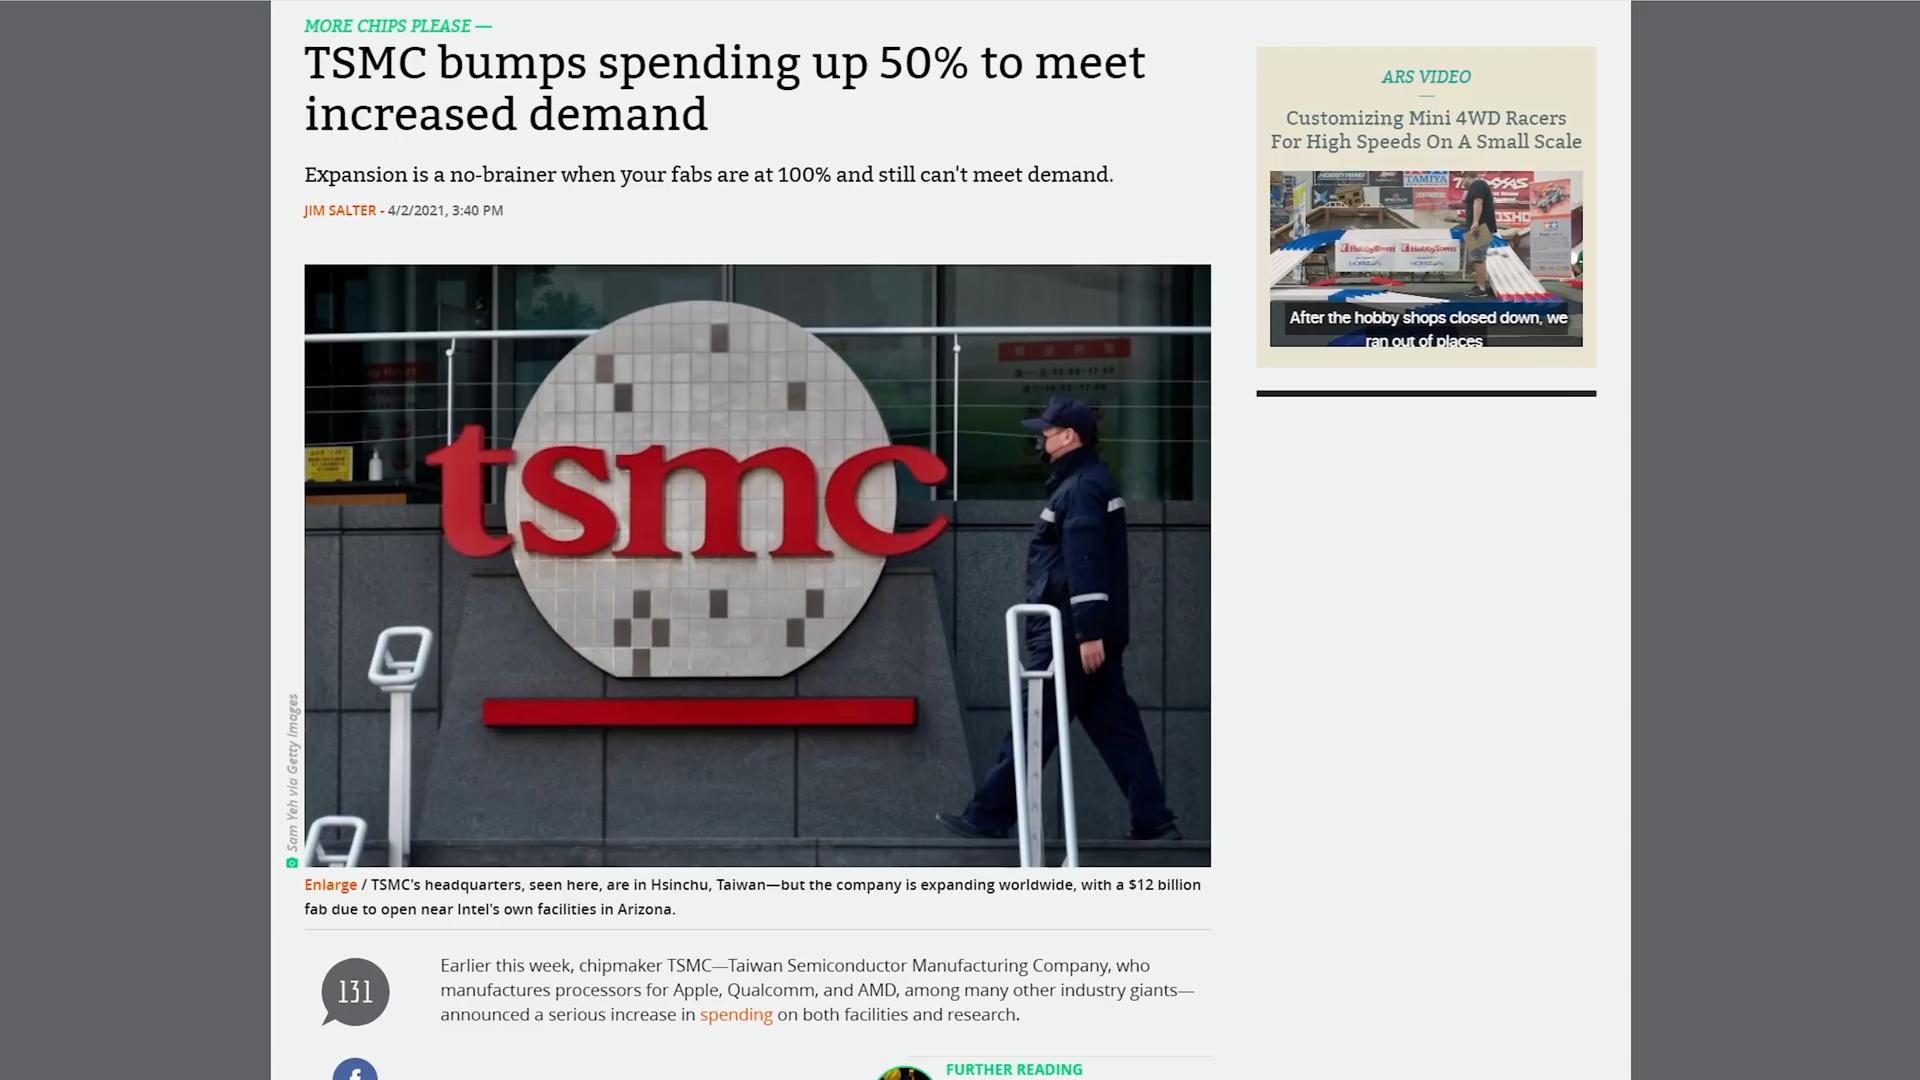 MORE CHIPS PLEASE —
TSMC bumps spending up 50% to meet
increased demand
Expansion is a no-brainer when your fabs are at 100% and still can't meet demand.
JIM SALTER - 4/2/2021, 3:40 PM
tsmc
Sam Yeh via Getty Images
Enlarge / TSMC's headquarters, seen here, are in Hsinchu, Taiwan—but the company is expanding worldwide, with a $12 billion
fab due to open near Intel's own facilities in Arizona.
131
Earlier this week, chipmaker TSMC—Taiwan Semiconductor Manufacturing Company, who
manufactures processors for Apple, Qualcomm, and AMD, among many other industry giants—
announced a serious increase in spending on both facilities and research.
FURTHER READING
ARS VIDEO
Customizing Mini 4WD Racers
For High Speeds On A Small Scale
TAMIYA
HobbyTown HobbyTown
HORIZON HORIZON
After the hobby shops closed down, we
ran out of places